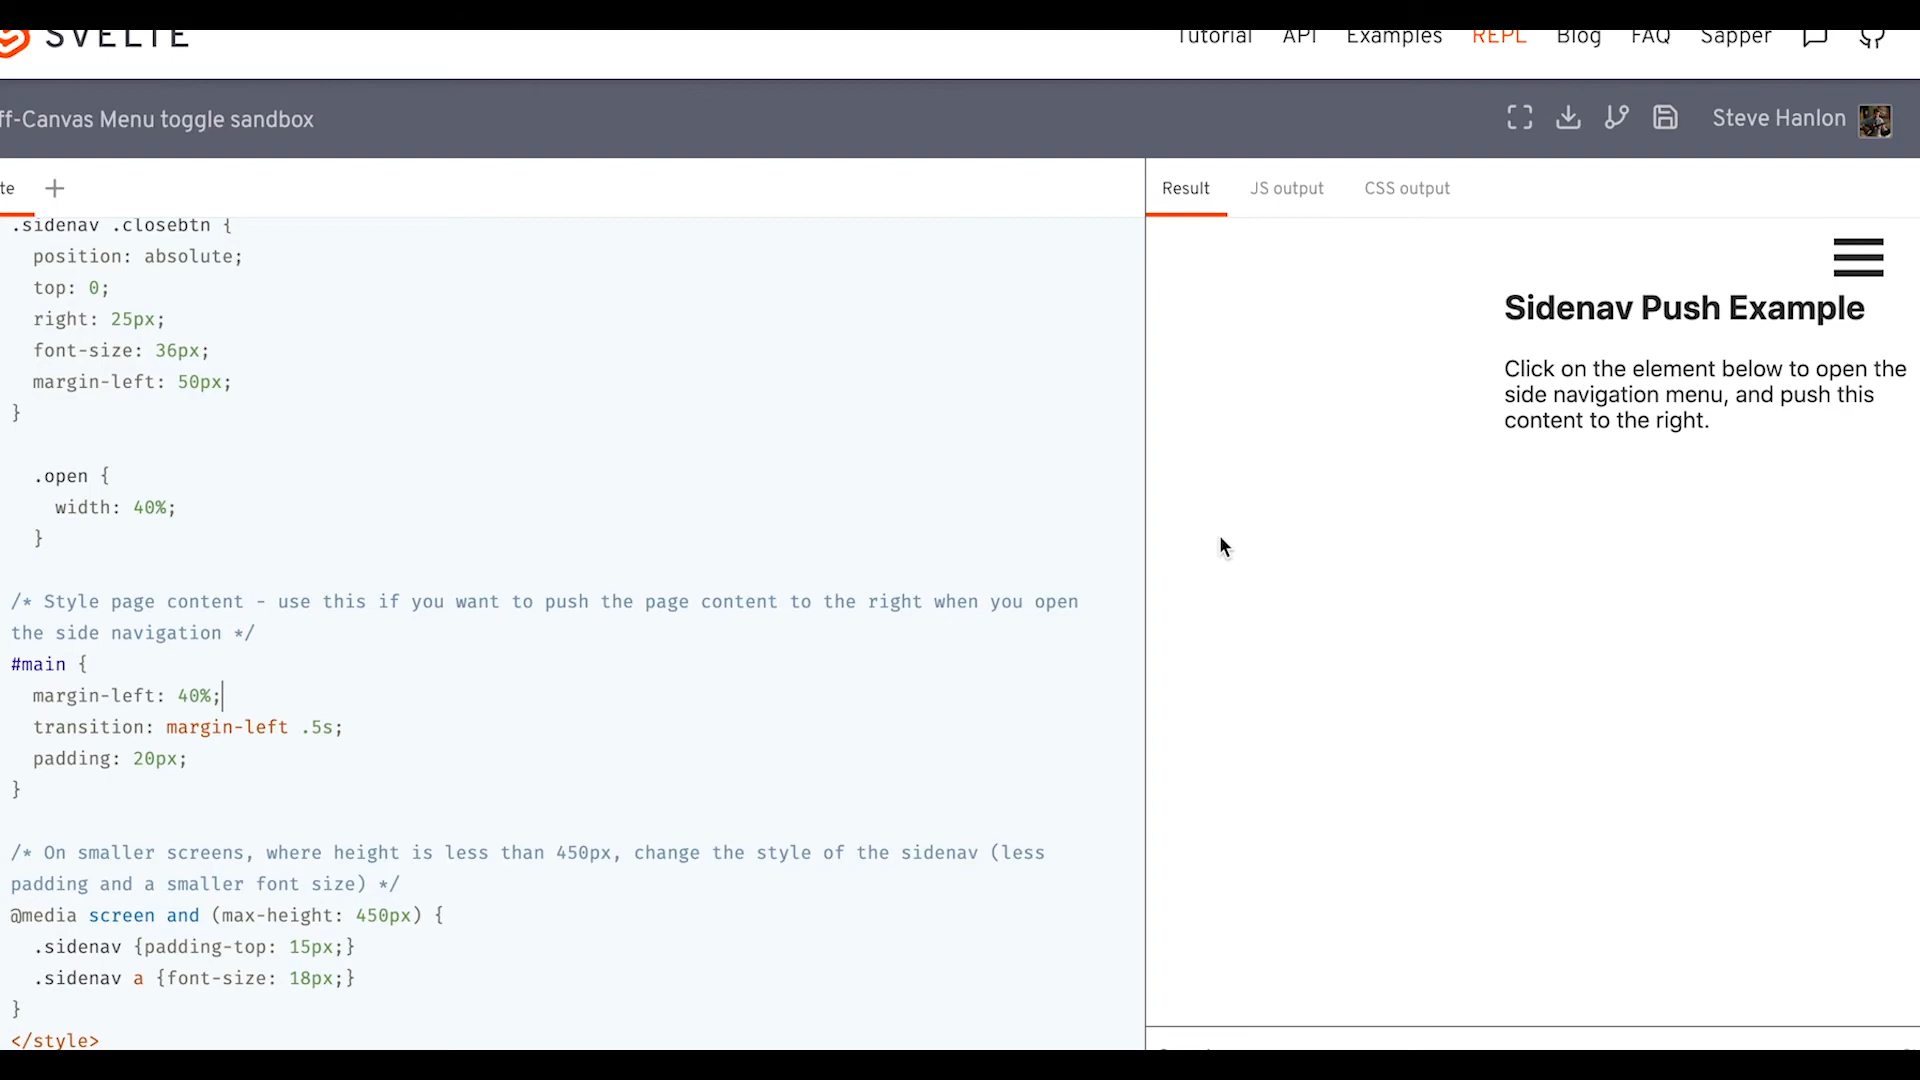 SVELTE
Tutorial API Examples REPL Blog FAQ Sapper
ff-Canvas Menu toggle sandbox
Steve Hanlon
te +
Result JS output CSS output
.sidenav .closebtn {
position: absolute;
top: 0;
right: 25px;
font-size: 36px;
margin-left: 50px;
}
.open {
width: 40%;
}
/* Style page content - use this if you want to push the page content to the right when you open
the side navigation */
#main {
margin-left: 40%;
transition: margin-left .5s;
padding: 20px;
}
/* On smaller screens, where height is less than 450px, change the style of the sidenav (less
padding and a smaller font size) */
@media screen and (max-height: 450px) {
.sidenav {padding-top: 15px;}
.sidenav a {font-size: 18px;}
}
</style>
Sidenav Push Example
Click on the element below to open the
side navigation menu, and push this
content to the right.